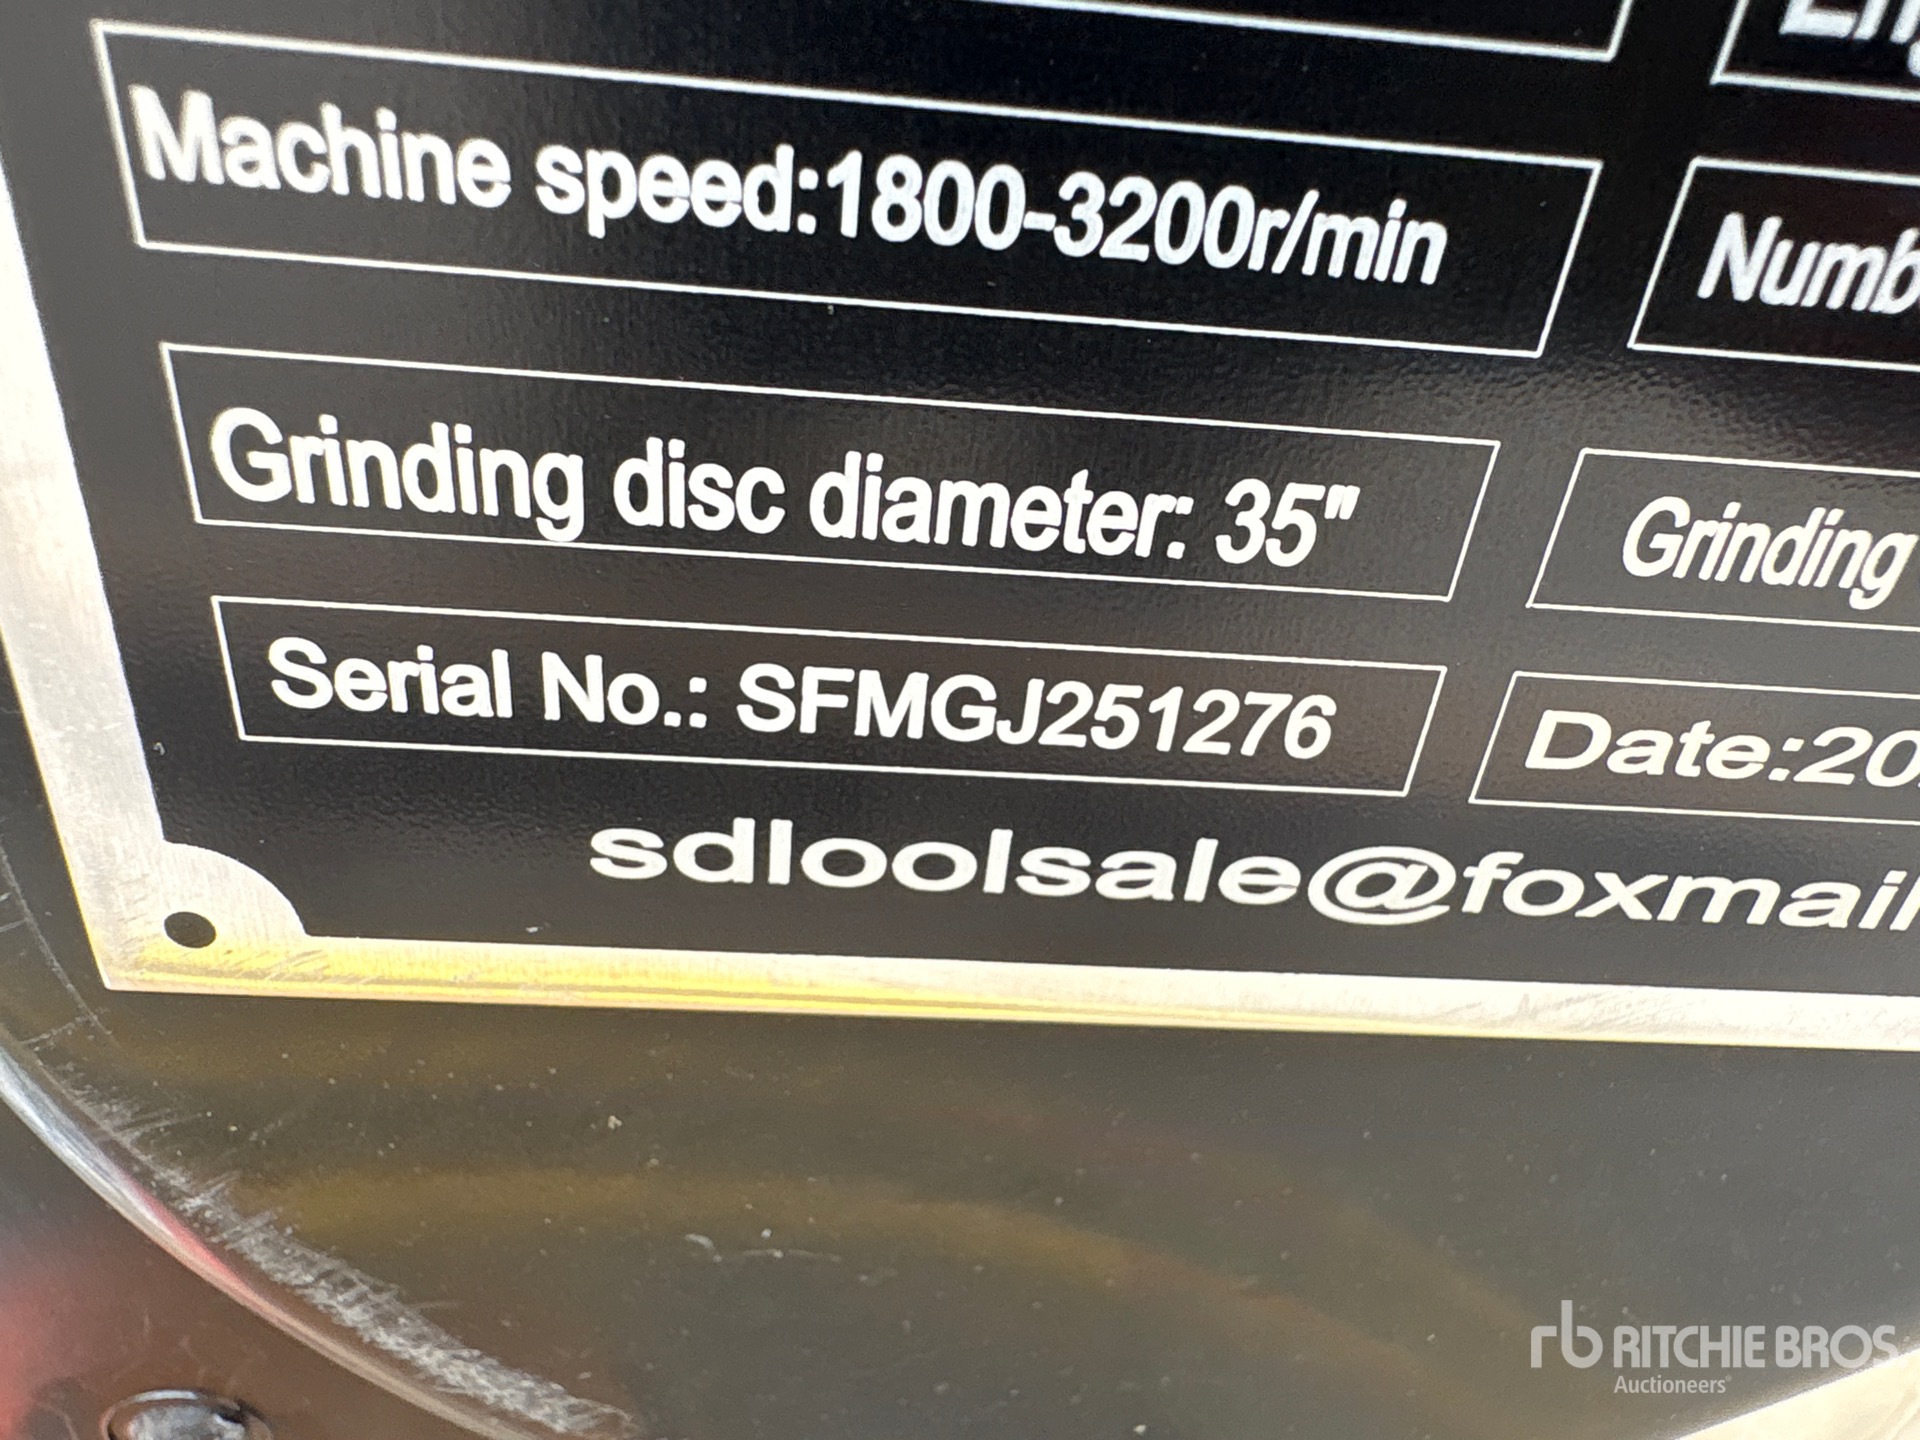 Machine speed:1800-3200r/min
Grinding disc diameter: 35"
Grinding
Serial No.: SFMGJ251276
Date:20
sdloolsale@foxmail
rb RITCHIE BROS
Auctioneers